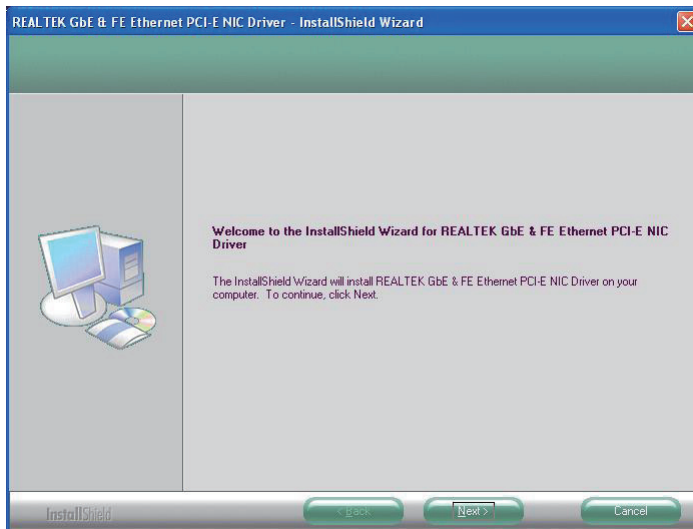 REALTEK GbE & FE Ethernet PCI-E NIC Driver - InstallShield Wizard
Welcome to the InstallShield Wizard for REALTEK GbE & FE Ethernet PCI-E NIC
Driver
The InstallShield Wizard will install REALTEK GbE & FE Ethernet PCI-E NIC Driver on your
computer. To continue, click Next.
InstallShield
< Back
Next >
Cancel